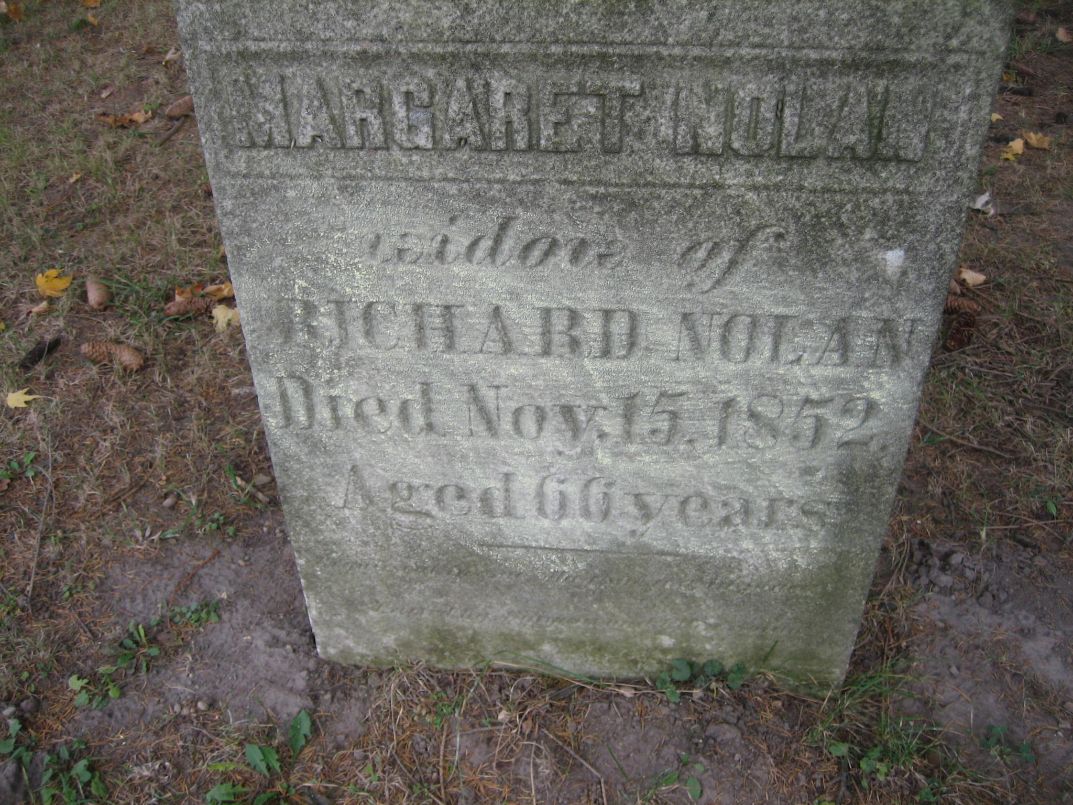 MARGARET NOLAN
widow of
RICHARD NOLAN
Died Nov. 15, 1852,
Aged 66 years